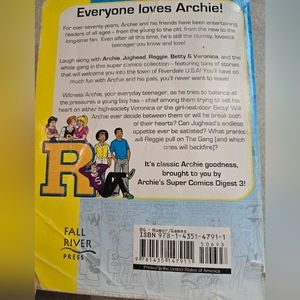 Everyone loves Archie!
For over seventy years, Archie and his friends have been entertaining
readers of all ages – from the young to the old, from the new to the
long-time fan. Even after all this time, he's still the clumsy, lovesick
teenager you know and love!
Laugh along with Archie, Jughead, Reggie, Betty & Veronica, and the
whole gang in this super comics collection – featuring tons of stories
that will welcome you into the town of Riverdale U.S.A! You'll have so
much fun with Archie and his pals, you'll never want to leave!
Witness Archie, your everyday teenager, as he tries to balance all
the pressures a young boy has – chief among them trying to set his
heart on either high-society Veronica or the girl-next-door Betty! Will
Archie ever decide between them or will he break both
of their hearts? Can Jughead's endless
appetite ever be satiated? What pranks
will Reggie pull on The Gang (and which
ones will backfire)?
It's classic Archie goodness,
brought to you by
Archie's Super Comics Digest 3!
R
FALL
RIVER
PRESS
BG - Humor/Games
ISBN 978-1-4351-4791-1
50698
9 781435 147911
Printed in the United States of America